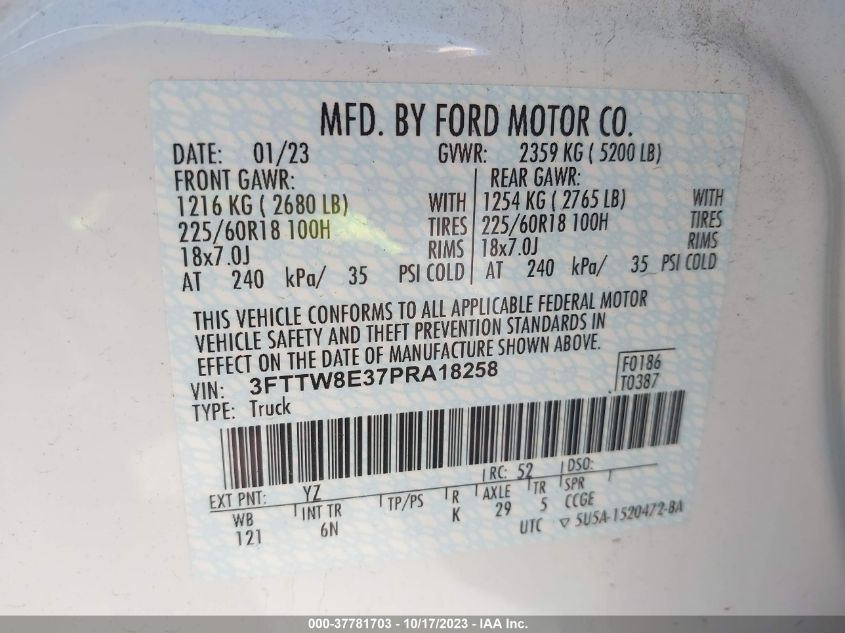 MFD. BY FORD MOTOR CO.
DATE: 01/23 GVWR: 2359 KG ( 5200 LB)
FRONT GAWR: REAR GAWR:
1216 KG ( 2680 LB) WITH 1254 KG ( 2765 LB) WITH
225/60R18 100H TIRES 225/60R18 100H TIRES
18x7.0J RIMS 18x7.0J RIMS
AT 240 kPa/ 35 PSI COLD AT 240 kPa/ 35 PSI COLD
THIS VEHICLE CONFORMS TO ALL APPLICABLE FEDERAL MOTOR
VEHICLE SAFETY AND THEFT PREVENTION STANDARDS IN
EFFECT ON THE DATE OF MANUFACTURE SHOWN ABOVE.
VIN: 3FTTW8E37PRA18258 F0186
TYPE: Truck T0387
EXT PNT: YZ RC: 52 DSO:
WB INT TR TP/PS R AXLE TR SPR
121 6N K 29 5 CCGE
UTC ▽ 5U5A-1520472-BA
000-37781703 - 10/17/2023 - IAA Inc.